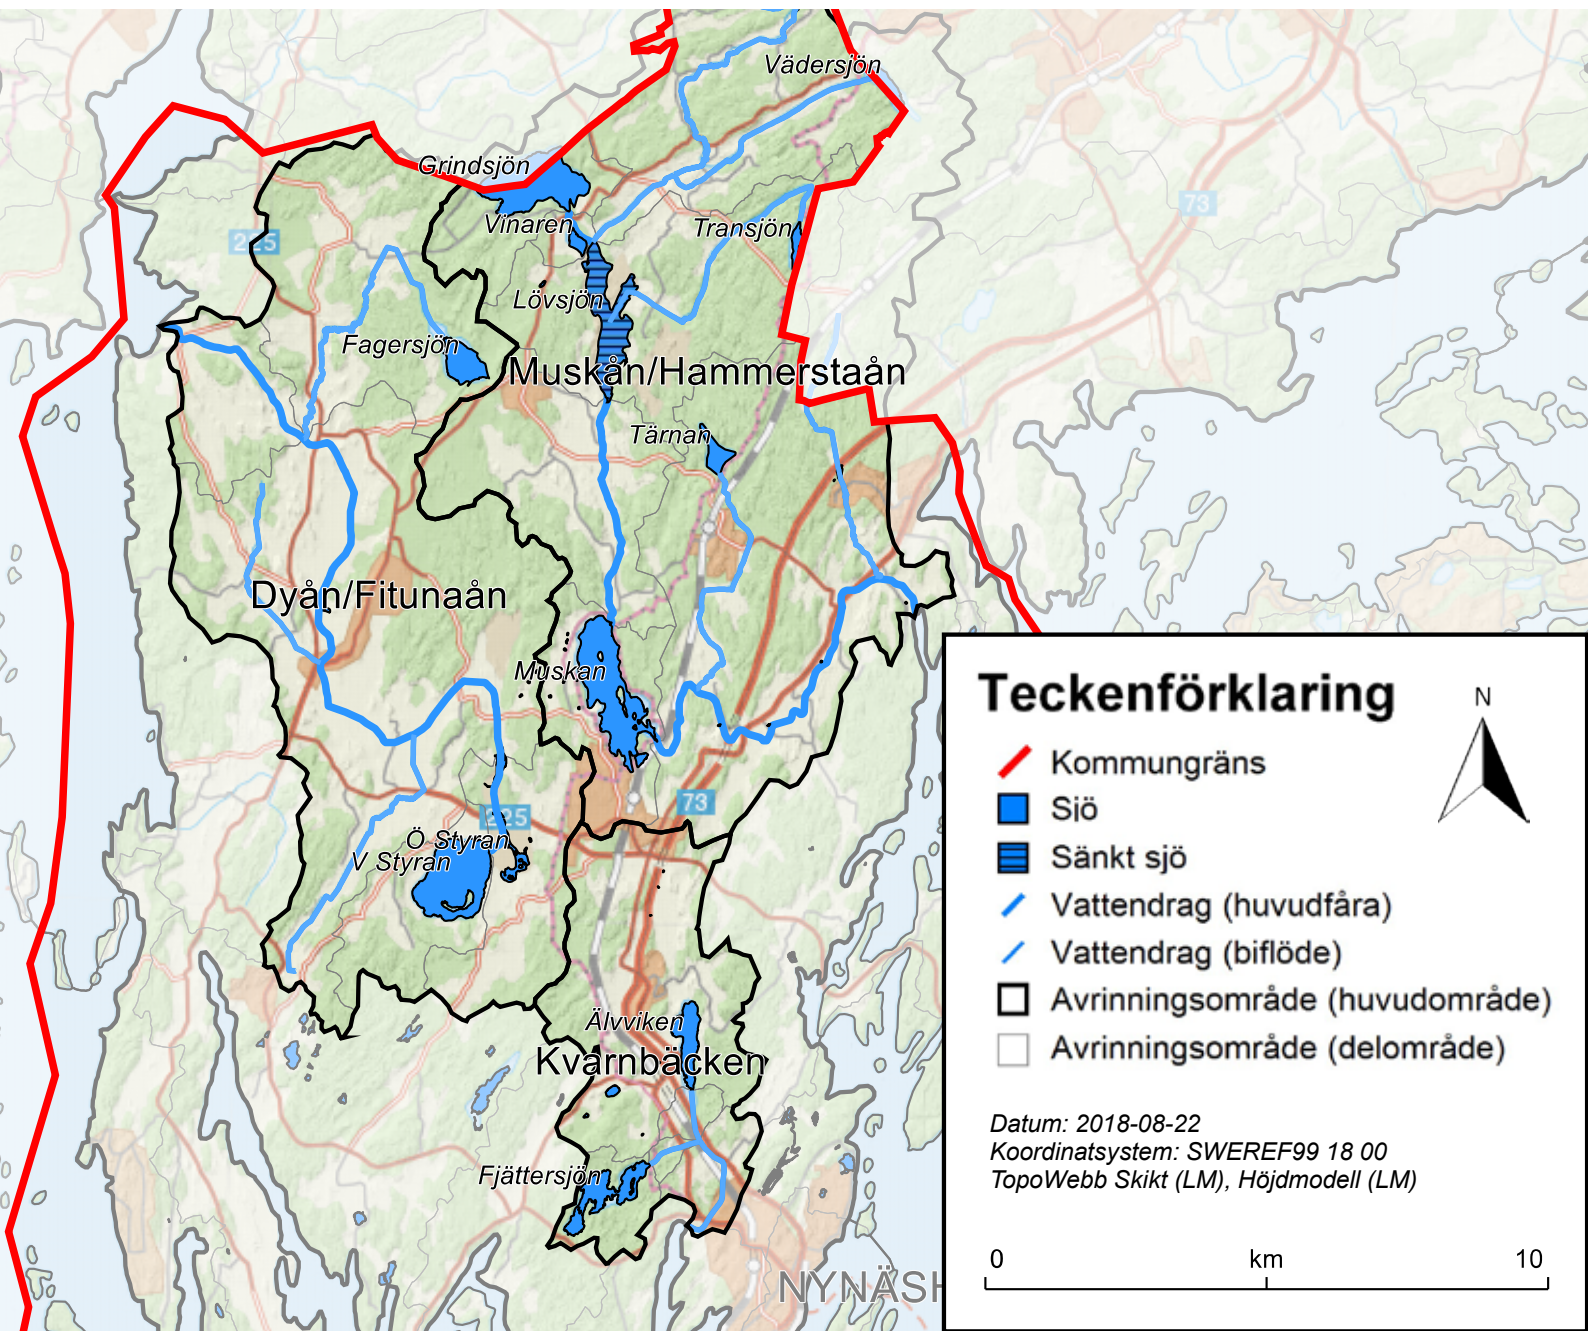 Vädersjön
Grindsjön
73
Vinaren
Transjön
225
Lövsjön
Fagersjön
Muskån/Hammerstaån
Tärnan
Dyån/Fitunaån
Muskan
73
225
Ö Styran
V Styran
Älvviken
Kvarnbäcken
Fjättersjön
NYNÄSH
Teckenförklaring
N
Kommungräns
Sjö
Sänkt sjö
Vattendrag (huvudfåra)
Vattendrag (biflöde)
Avrinningsområde (huvudområde)
Avrinningsområde (delområde)
Datum: 2018-08-22
Koordinatsystem: SWEREF99 18 00
TopoWebb Skikt (LM), Höjdmodell (LM)
0 km 10